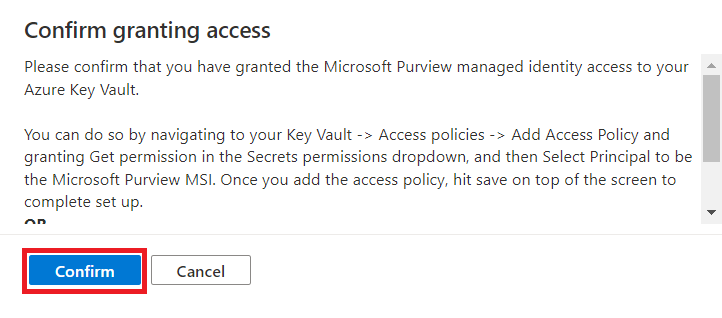 Confirm granting access
Please confirm that you have granted the Microsoft Purview managed identity access to your
Azure Key Vault.
You can do so by navigating to your Key Vault -> Access policies -> Add Access Policy and
granting Get permission in the Secrets permissions dropdown, and then Select Principal to be
the Microsoft Purview MSI. Once you add the access policy, hit save on top of the screen to
complete set up.
OR
Confirm
Cancel